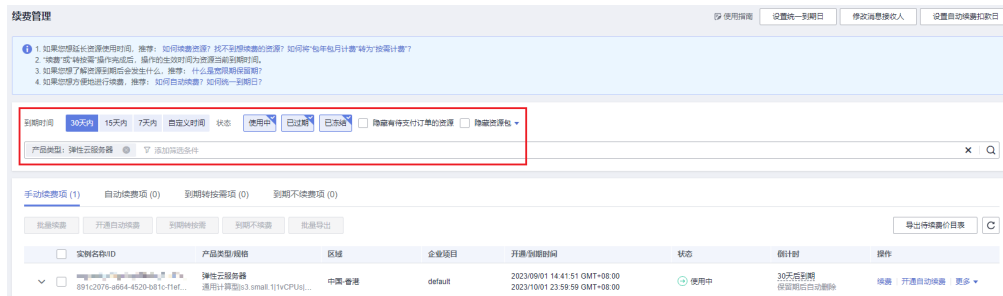 续费管理
使用指南 设置统一到期日 修改消息接收人 设置自动续费扣款日
1. 如果您想延长资源使用时间，推荐：如何续费资源？找不到想续费的资源？如何将“包年包月计费”转为“按需计费”？
2. “续费”或“转按需”操作完成后，操作的生效时间为资源当前到期时间。
3. 如果您想了解资源到期后会发生什么，推荐：什么是宽限期保留期？
4. 如果您想方便地进行续费，推荐：如何自动续费？如何统一到期日？
到期时间 30天内 15天内 7天内 自定义时间 状态 使用中 已过期 已冻结 隐藏有待支付订单的资源 隐藏资源包
产品类型：弹性云服务器 添加筛选条件
手动续费项 (1) 自动续费项 (0) 到期转按需项 (0) 到期不续费项 (0)
批量续费 开通自动续费 到期转按需 到期不续费 批量导出 导出待续费价目表
实例名称/ID 产品类型/规格 区域 企业项目 开通/到期时间 状态 倒计时 操作
弹性云服务器 中国-香港 default 2023/09/01 14:41:51 GMT+08:00 使用中 30天后到期 续费 开通自动续费 更多
891c2076-a664-4520-b81c-f1ef... 通用计算型|s3.small.1|1vCPUs|... 2023/10/01 23:59:59 GMT+08:00 保留期后自动删除